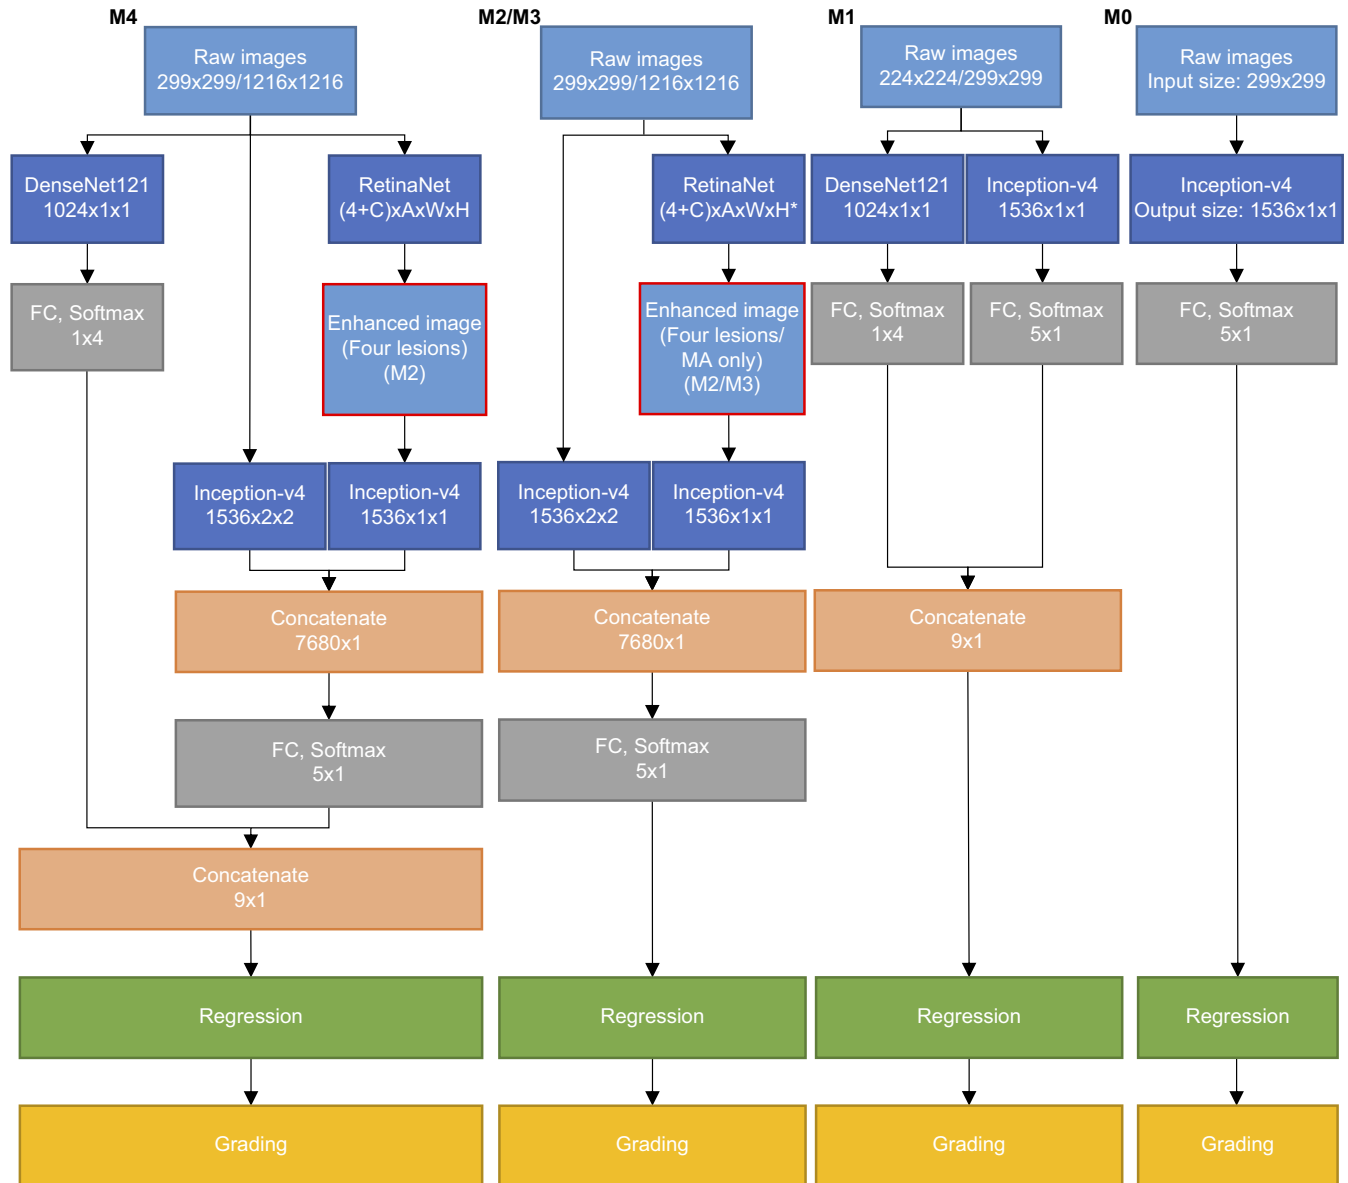 M4
M2/M3
M1
M0
Raw images
299x299/1216x1216
Raw images
299x299/1216x1216
Raw images
224x224/299x299
Raw images
Input size: 299x299
DenseNet121
1024x1x1
RetinaNet
(4+C)xAxWxH
RetinaNet
(4+C)xAxWxH*
DenseNet121
1024x1x1
Inception-v4
1536x1x1
Inception-v4
Output size: 1536x1x1
FC, Softmax
1x4
Enhanced image
(Four lesions)
(M2)
Enhanced image
(Four lesions/
MA only)
(M2/M3)
FC, Softmax
1x4
FC, Softmax
5x1
FC, Softmax
5x1
Inception-v4
1536x2x2
Inception-v4
1536x1x1
Inception-v4
1536x2x2
Inception-v4
1536x1x1
Concatenate
7680x1
Concatenate
7680x1
Concatenate
9x1
FC, Softmax
5x1
FC, Softmax
5x1
Concatenate
9x1
Regression
Regression
Regression
Regression
Grading
Grading
Grading
Grading